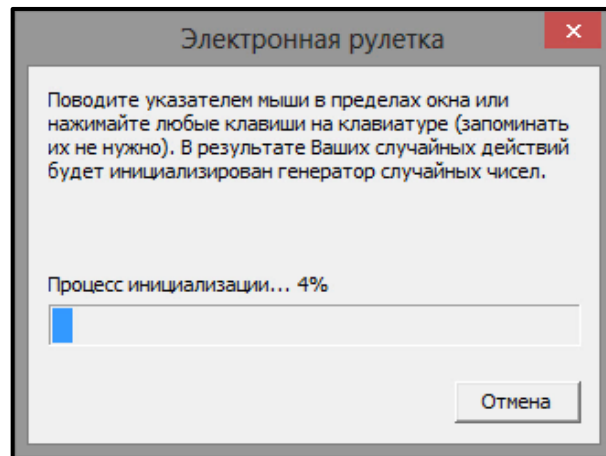 Электронная рулетка
Поводите указателем мыши в пределах окна или
нажимайте любые клавиши на клавиатуре (запоминать
их не нужно). В результате Ваших случайных действий
будет инициализирован генератор случайных чисел.
Процесс инициализации... 4%
Отмена